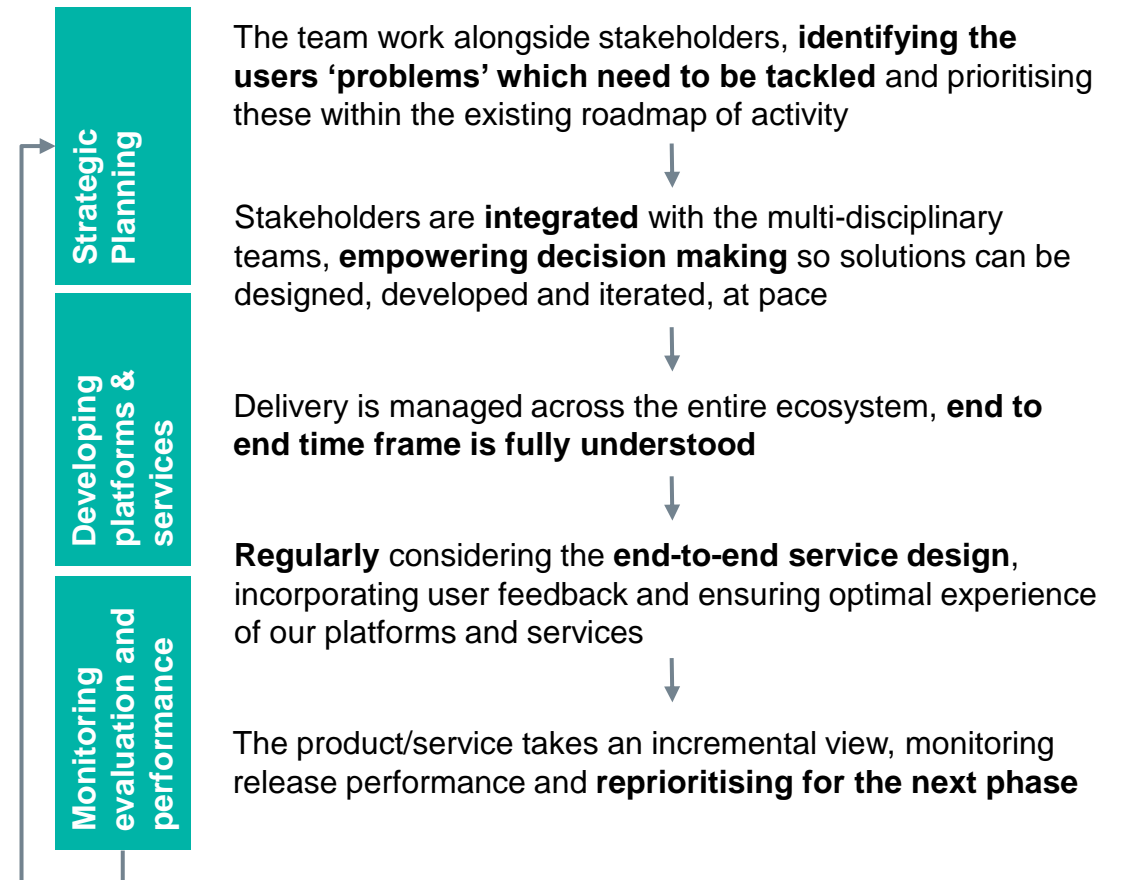 Strategic
Planning
The team work alongside stakeholders, identifying the
users ‘problems’ which need to be tackled and prioritising
these within the existing roadmap of activity
Stakeholders are integrated with the multi-disciplinary
teams, empowering decision making so solutions can be
designed, developed and iterated, at pace
Developing
platforms &
services
Delivery is managed across the entire ecosystem, end to
end time frame is fully understood
Regularly considering the end-to-end service design,
incorporating user feedback and ensuring optimal experience
of our platforms and services
Monitoring
evaluation and
performance
The product/service takes an incremental view, monitoring
release performance and reprioritising for the next phase